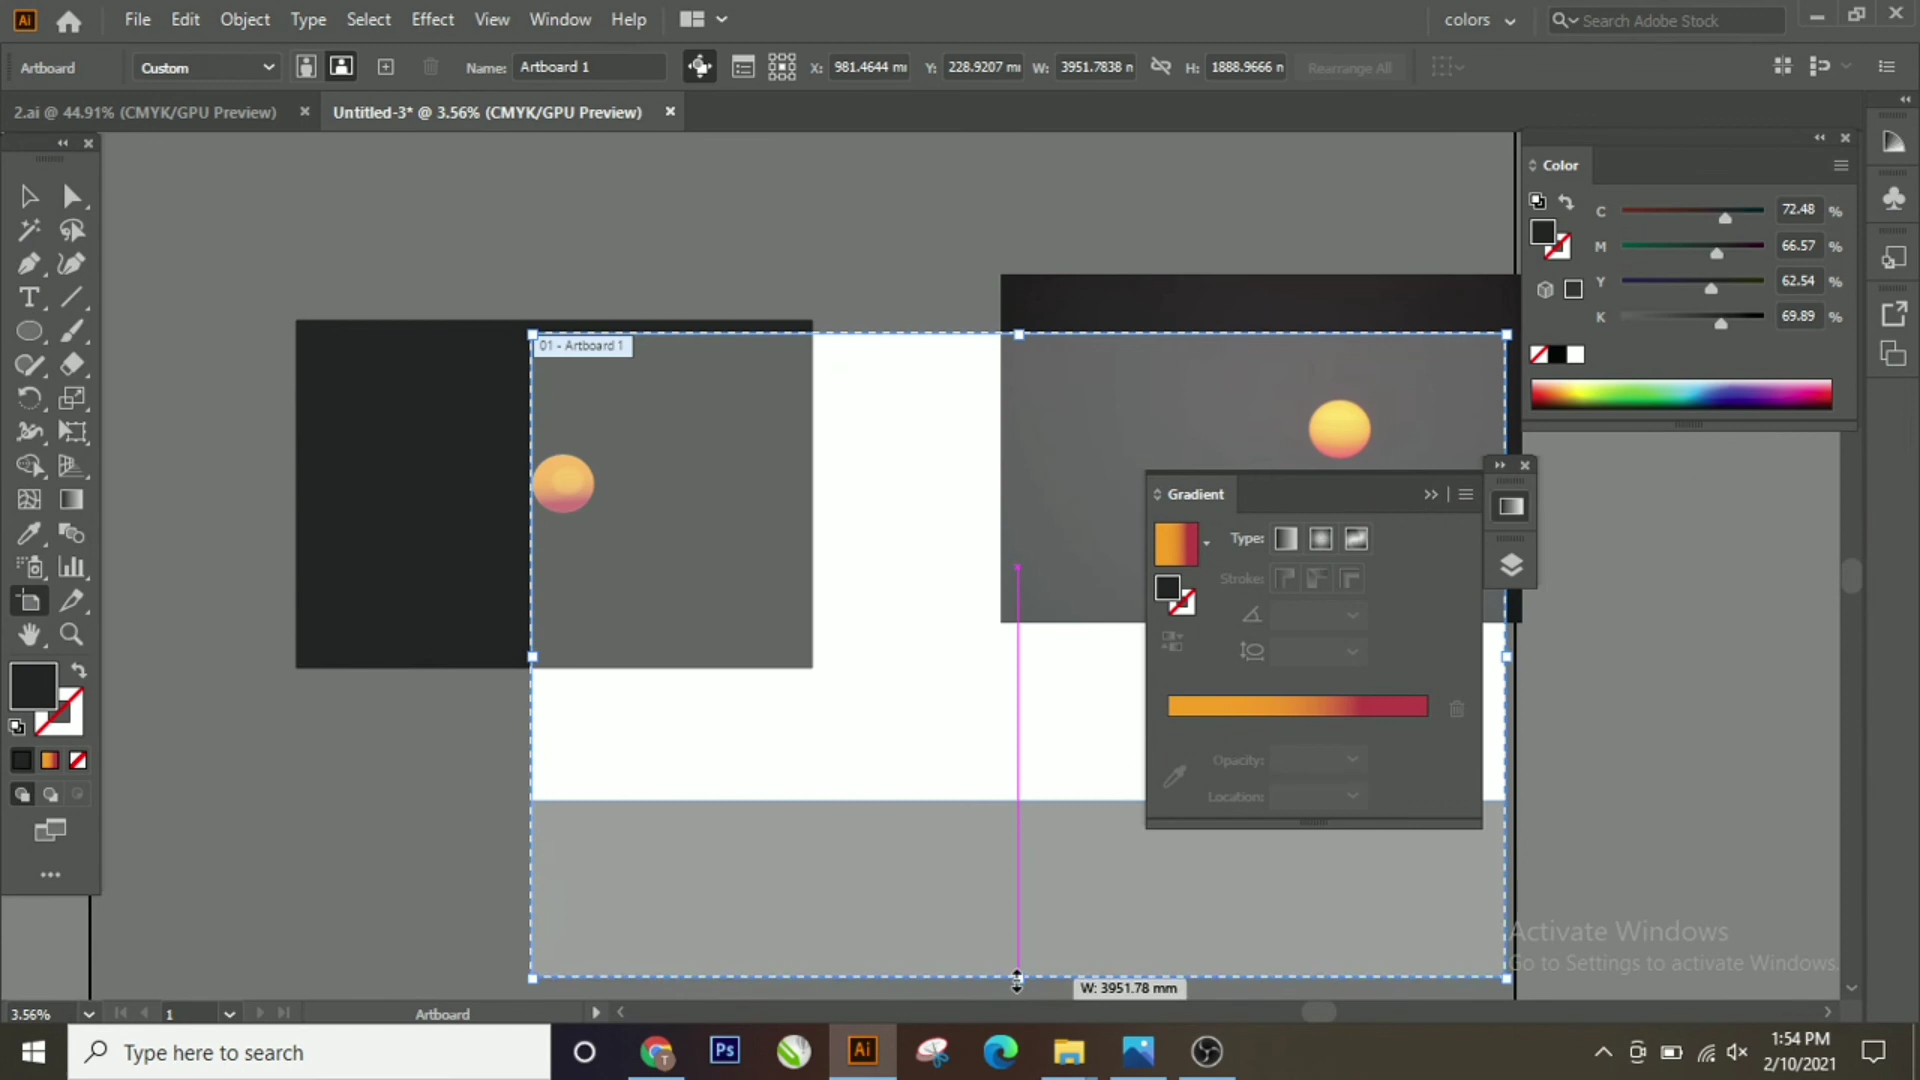 Ai File Edit Object Type Select Effect View Window Help colors Search Adobe Stock
Artboard Custom Name: Artboard 1 X: 981.4644 mi Y: 228.9207 mi W: 3951.7838 n H: 1888.9666 n Rearrange All
2.ai @ 44.91% (CMYK/GPU Preview) Untitled-3* @ 3.56% (CMYK/GPU Preview)
Color
C 72.48 %
M 66.57 %
Y 62.54 %
K 69.89 %
01 - Artboard 1
Gradient
Type:
Stroke:
Opacity:
Location:
Activate Windows
Go to Settings to activate Windows.
W: 3951.78 mm
3.56% 1 Artboard
Type here to search T Ps Ai 1:54 PM
2/10/2021